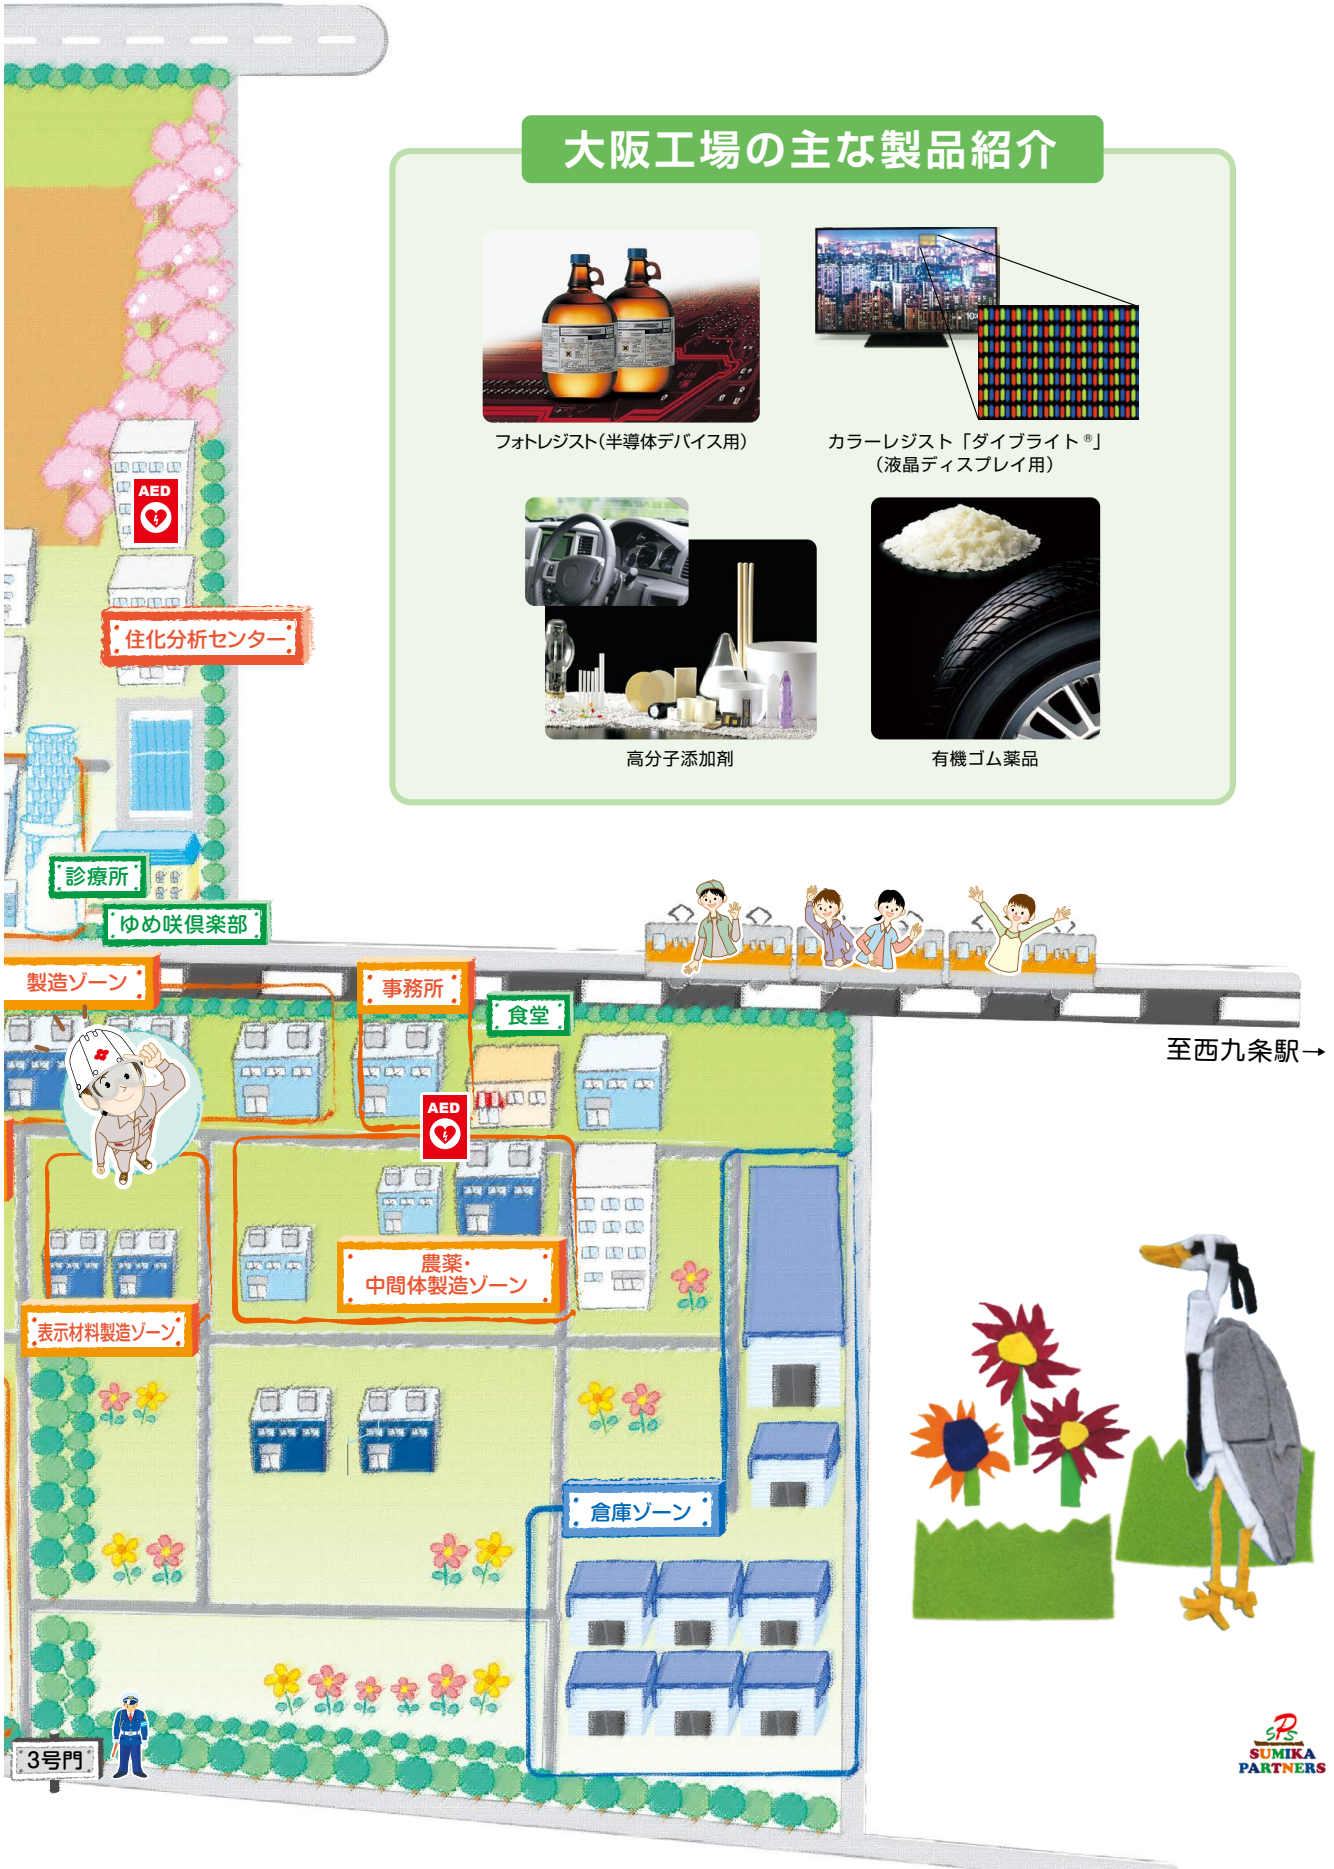 大阪工場の主な製品紹介
フォトレジスト(半導体デバイス用)
カラーレジスト「ダイブライト®」
(液晶ディスプレイ用)
高分子添加剤
有機ゴム薬品
AED
住化分析センター
診療所
ゆめ咲倶楽部
製造ゾーン
事務所
食堂
至西九条駅→
AED
農薬・
中間体製造ゾーン
表示材料製造ゾーン
倉庫ゾーン
3号門
SPS
SUMIKA
PARTNERS